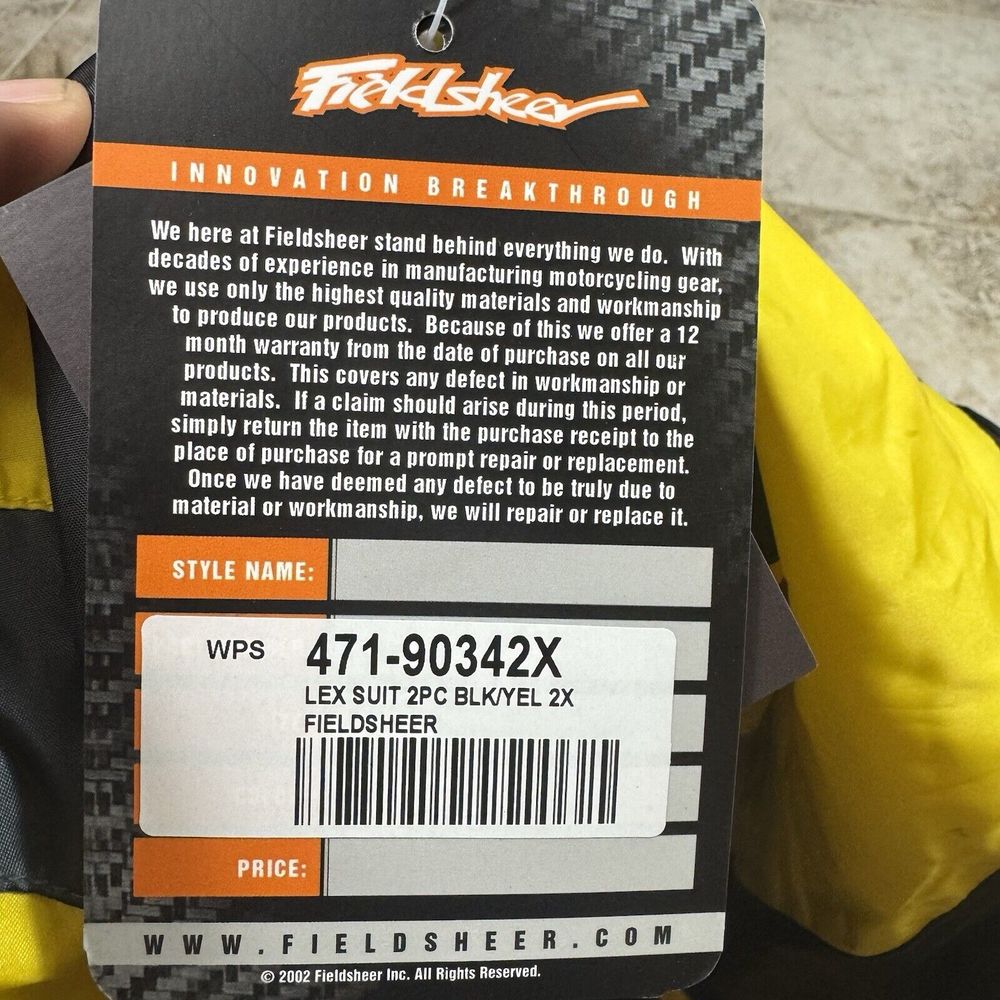 Fieldsheer
INNOVATION BREAKTHROUGH
We here at Fieldsheer stand behind everything we do. With
decades of experience in manufacturing motorcycling gear,
we use only the highest quality materials and workmanship
to produce our products. Because of this we offer a 12
month warranty from the date of purchase on all our
products. This covers any defect in workmanship or
materials. If a claim should arise during this period,
simply return the item with the purchase receipt to the
place of purchase for a prompt repair or replacement.
Once we have deemed any defect to be truly due to
material or workmanship, we will repair or replace it.
STYLE NAME:
WPS 471-90342X
LEX SUIT 2PC BLK/YEL 2X
FIELDSHEER
PRICE:
WWW.FIELDSHEER.COM
© 2002 Fieldsheer Inc. All Rights Reserved.